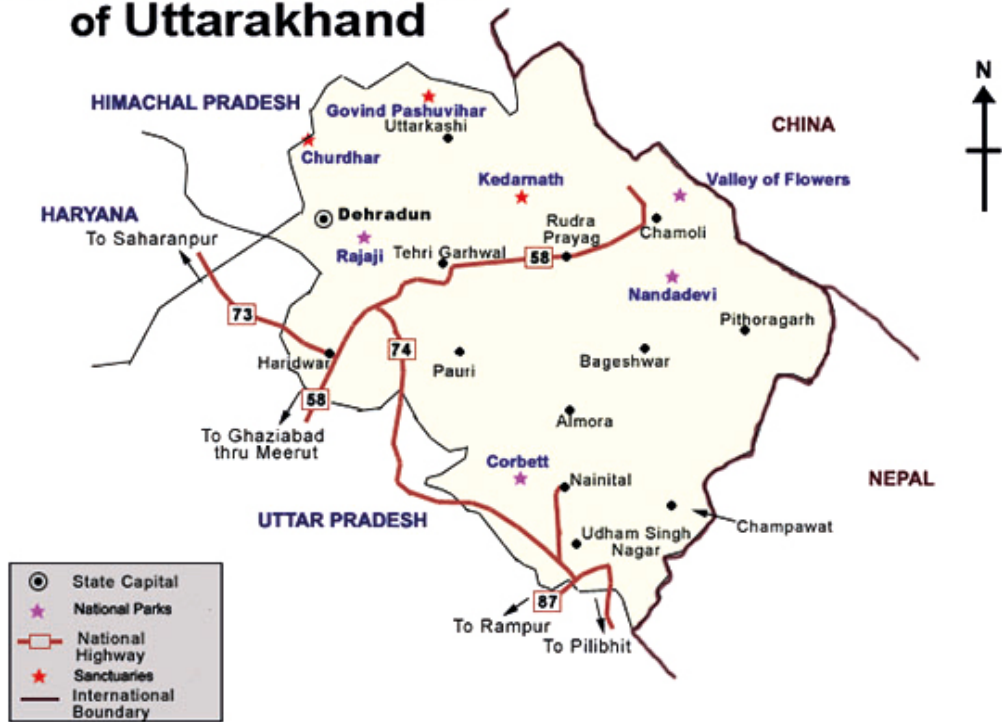 of Uttarakhand
N
HIMACHAL PRADESH
Govind Pashuvihar
Uttarkashi
CHINA
Churdhar
Kedarnath
Valley of Flowers
HARYANA
Dehradun
To Saharanpur
Rudra
Prayag
Chamoli
Rajaji
Tehri Garhwal
58
Nandadevi
73
Pithoragarh
Haridwar
74
Pauri
Bageshwar
58
Almora
To Ghaziabad
thru Meerut
Corbett
Nainital
NEPAL
UTTAR PRADESH
Champawat
Udham Singh
Nagar
87
To Rampur
To Pilibhit
State Capital
National Parks
National
Highway
Sanctuaries
International
Boundary